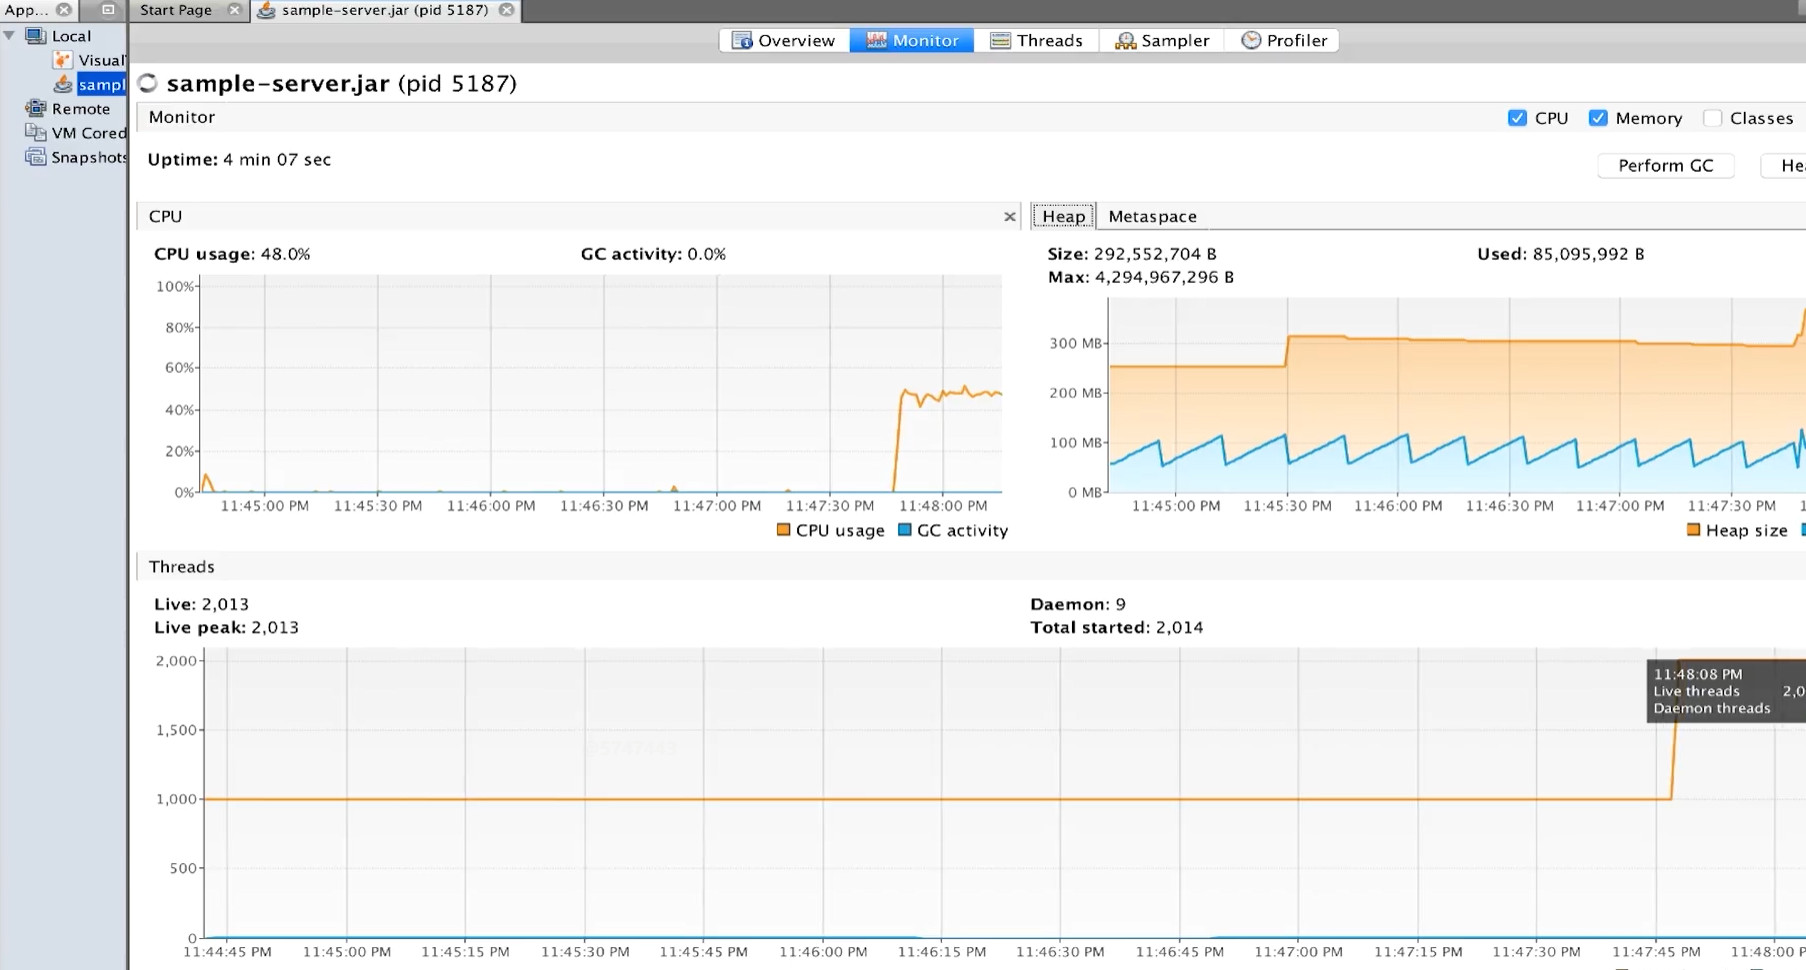 App...
Start Page
sample-server.jar (pid 5187)
Local
Visual
sampl
Remote
VM Cored
Snapshots
Overview
Monitor
Threads
Sampler
Profiler
sample-server.jar (pid 5187)
Monitor
CPU
Memory
Classes
Uptime: 4 min 07 sec
Perform GC
Hea
CPU
CPU usage: 48.0%
GC activity: 0.0%
100%
80%
60%
40%
20%
0%
11:45:00 PM 11:45:30 PM 11:46:00 PM 11:46:30 PM 11:47:00 PM 11:47:30 PM 11:48:00 PM
CPU usage GC activity
Heap Metaspace
Size: 292,552,704 B
Used: 85,095,992 B
Max: 4,294,967,296 B
300 MB
200 MB
100 MB
0 MB
11:45:00 PM 11:45:30 PM 11:46:00 PM 11:46:30 PM 11:47:00 PM 11:47:30 PM 1
Heap size
Threads
Live: 2,013
Daemon: 9
Live peak: 2,013
Total started: 2,014
2,000
1,500
1,000
500
0
11:48:08 PM
Live threads 2,0
Daemon threads
11:44:45 PM 11:45:00 PM 11:45:15 PM 11:45:30 PM 11:45:45 PM 11:46:00 PM 11:46:15 PM 11:46:30 PM 11:46:45 PM 11:47:00 PM 11:47:15 PM 11:47:30 PM 11:47:45 PM 11:48:00 P